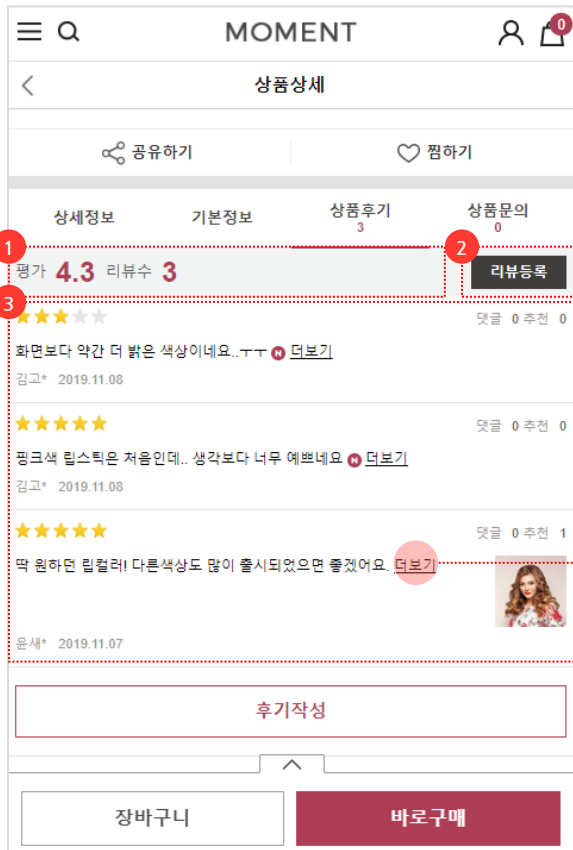 MOMENT
0
상품상세
공유하기
찜하기
상세정보
기본정보
상품후기
3
상품문의
0
1
평가 4.3 리뷰수 3
2
리뷰등록
3
댓글 0 추천 0
화면보다 약간 더 밝은 색상이네요..ㅜㅜ N 더보기
김고* 2019.11.08
댓글 0 추천 0
핑크색 립스틱은 처음인데.. 생각보다 너무 예쁘네요 N 더보기
김고* 2019.11.08
댓글 0 추천 1
딱 원하던 립컬러! 다른색상도 많이 출시되었으면 좋겠어요. 더보기
윤새* 2019.11.07
후기작성
장바구니
바로구매